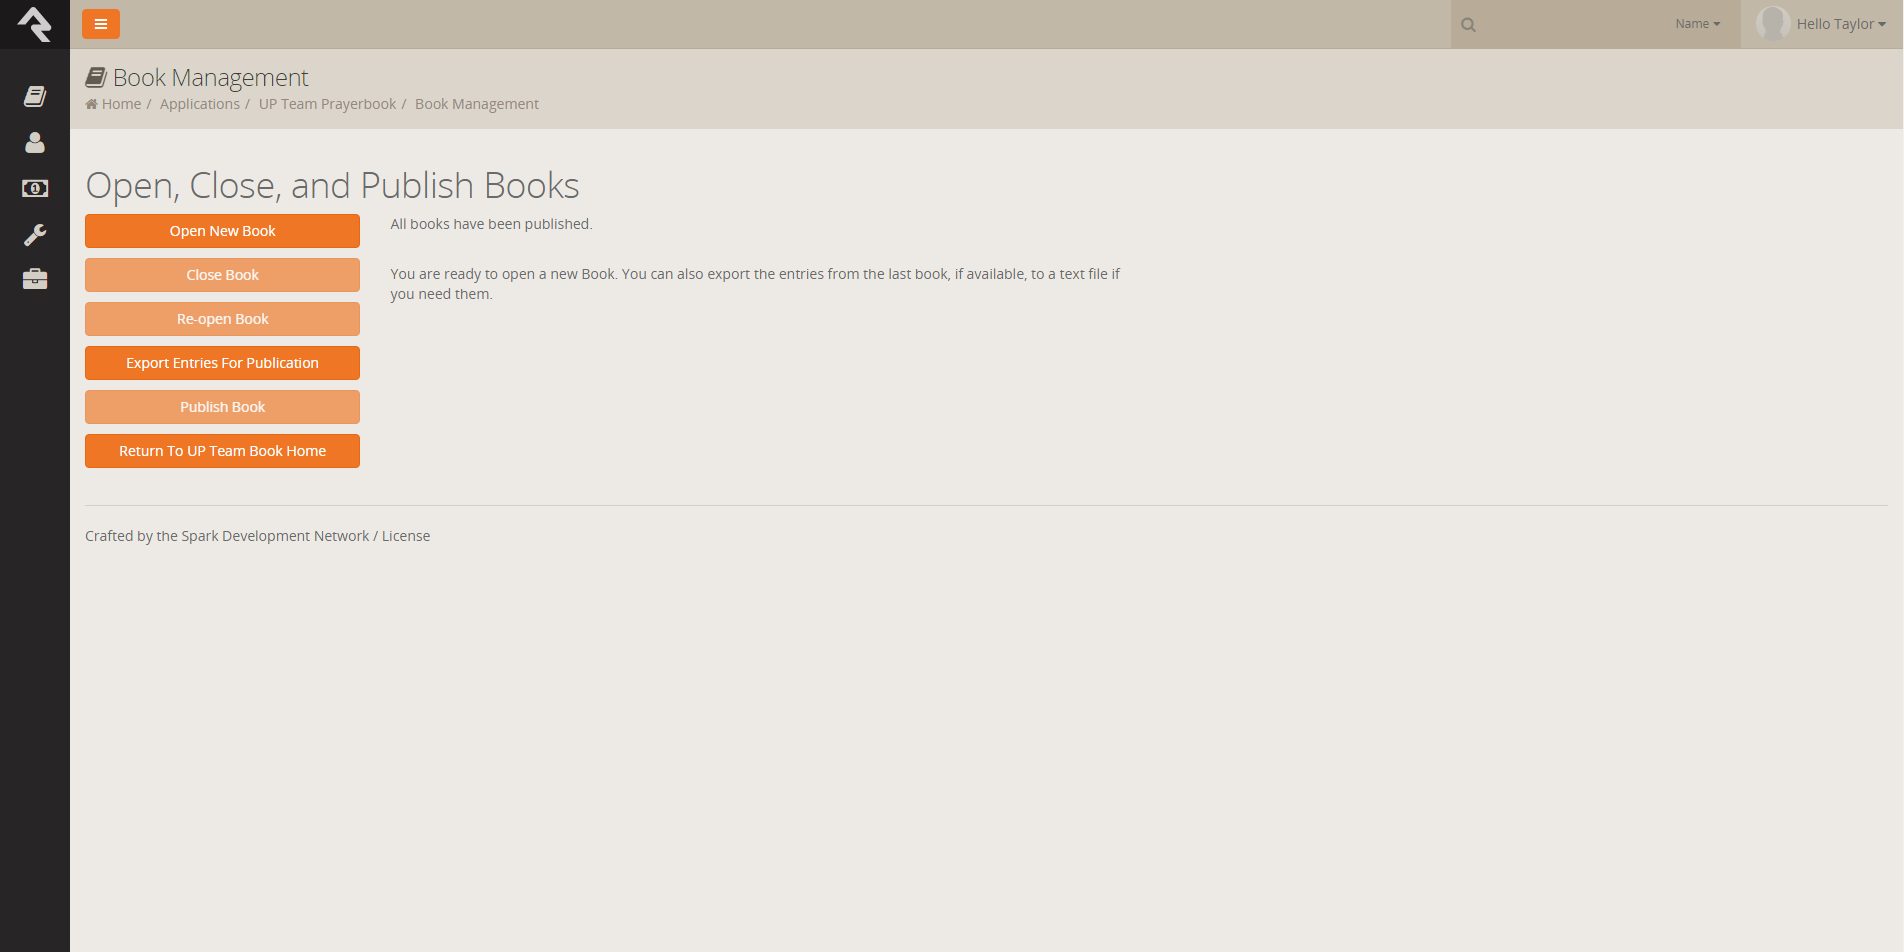 Name
Hello Taylor
Book Management
Home / Applications / UP Team Prayerbook / Book Management
Open, Close, and Publish Books
Open New Book
All books have been published.
Close Book
You are ready to open a new Book. You can also export the entries from the last book, if available, to a text file if
you need them.
Re-open Book
Export Entries For Publication
Publish Book
Return To UP Team Book Home
Crafted by the Spark Development Network / License